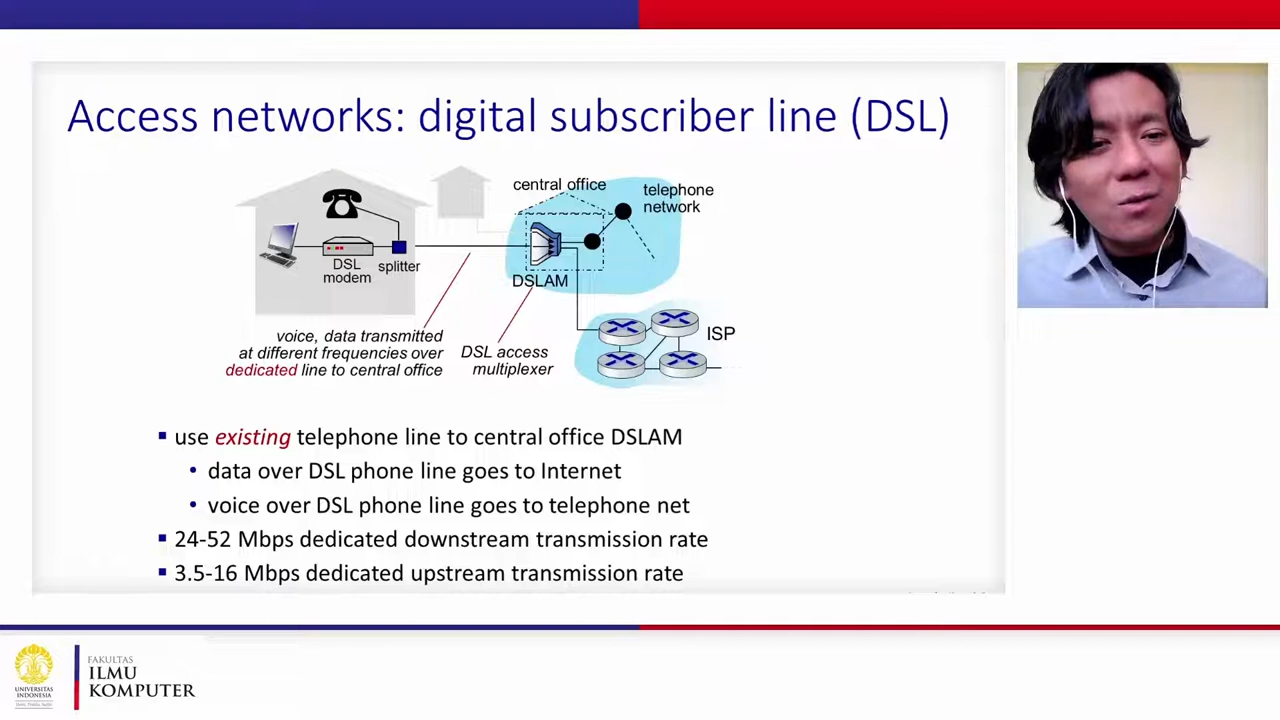 Access networks: digital subscriber line (DSL)
central office
telephone
network
DSL
modem
splitter
DSLAM
ISP
voice, data transmitted
at different frequencies over
dedicated line to central office
DSL access
multiplexer
▪ use existing telephone line to central office DSLAM
• data over DSL phone line goes to Internet
• voice over DSL phone line goes to telephone net
▪ 24-52 Mbps dedicated downstream transmission rate
▪ 3.5-16 Mbps dedicated upstream transmission rate
UNIVERSITAS
INDONESIA
FAKULTAS
ILMU
KOMPUTER